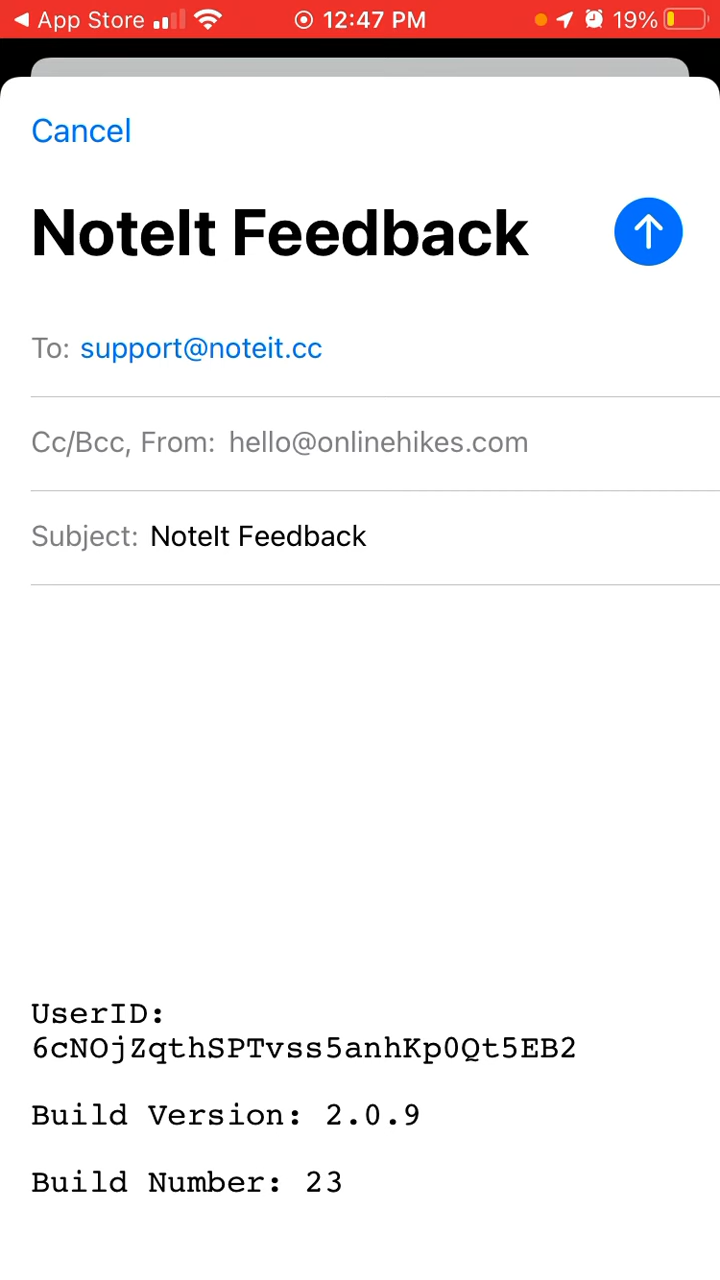 App Store 12:47 PM 19%
Cancel
NoteIt Feedback
To: support@noteit.cc
Cc/Bcc, From: hello@onlinehikes.com
Subject: NoteIt Feedback
UserID:
6cNOjZqthSPTvss5anhKp0Qt5EB2
Build Version: 2.0.9
Build Number: 23